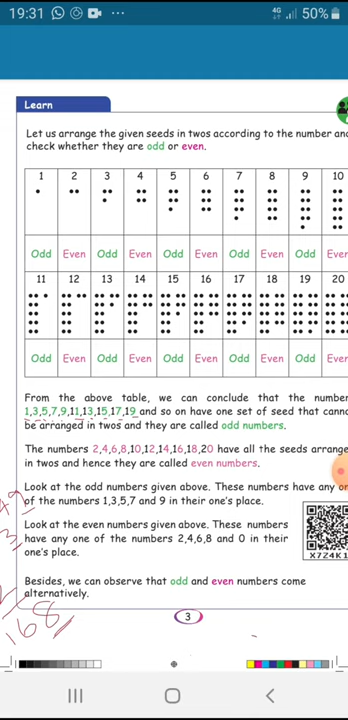 19:31 ... 4G 50%
Learn
Let us arrange the given seeds in twos according to the number and
check whether they are odd or even.
1 2 3 4 5 6 7 8 9 10
Odd Even Odd Even Odd Even Odd Even Odd Even
11 12 13 14 15 16 17 18 19 20
Odd Even Odd Even Odd Even Odd Even Odd Even
From the above table, we can conclude that the number
1,3,5,7,9,11,13,15,17,19 and so on have one set of seed that canno
be arranged in twos and they are called odd numbers.
The numbers 2,4,6,8,10,12,14,16,18,20 have all the seeds arrange
in twos and hence they are called even numbers.
Look at the odd numbers given above. These numbers have any on
of the numbers 1,3,5,7 and 9 in their one's place.
Look at the even numbers given above. These numbers
have any one of the numbers 2,4,6,8 and 0 in their
one's place.
X7Z4K1
Besides, we can observe that odd and even numbers come
alternatively.
49
3
2
168
3